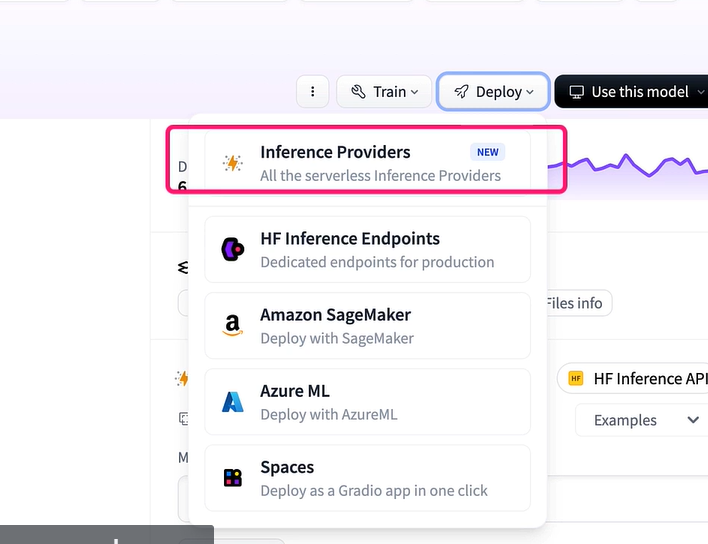 Train
Deploy
Use this model
Inference Providers
NEW
All the serverless Inference Providers
HF Inference Endpoints
Dedicated endpoints for production
Files info
Amazon SageMaker
Deploy with SageMaker
Azure ML
Deploy with AzureML
HF
HF Inference API
Examples
Spaces
Deploy as a Gradio app in one click